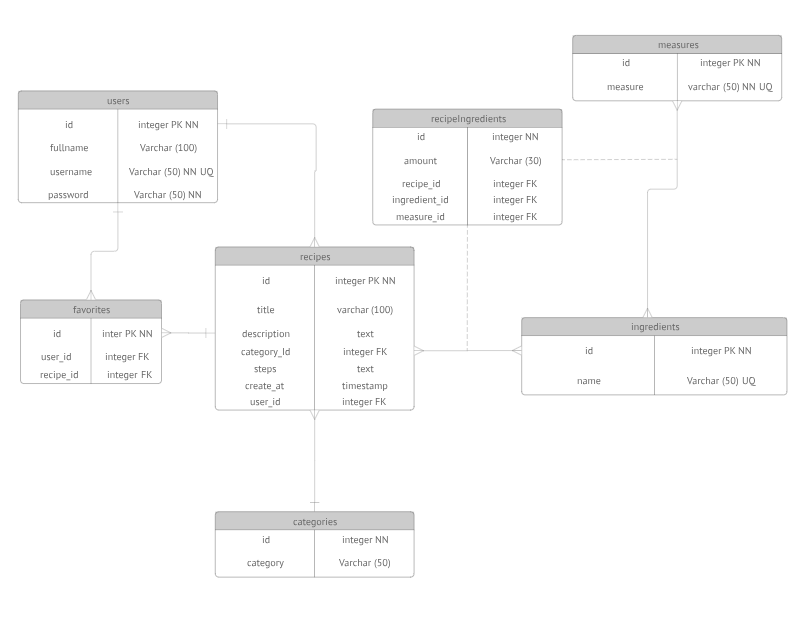 measures
id integer PK NN
measure varchar (50) NN UQ
users
id integer PK NN
fullname Varchar (100)
username Varchar (50) NN UQ
password Varchar (50) NN
recipeIngredients
id integer NN
amount Varchar (30)
recipe_id integer FK
ingredient_id integer FK
measure_id integer FK
recipes
id integer PK NN
title varchar (100)
description text
category_Id integer FK
steps text
create_at timestamp
user_id integer FK
favorites
id inter PK NN
user_id integer FK
recipe_id integer FK
ingredients
id integer PK NN
name Varchar (50) UQ
categories
id integer NN
category Varchar (50)